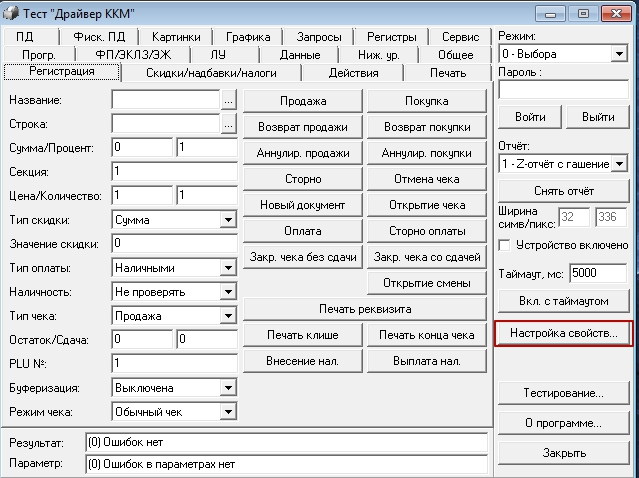 Тест "Драйвер ККМ"
ПД Фиск. ПД Картинки Графика Запросы Регистры Сервис
Прогр. ФП/ЭКЛЗ/ЭЖ ЛУ Данные Ниж. ур. Общее
Регистрация Скидки/надбавки/налоги Действия Печать
Название: ...
Строка: ...
Сумма/Процент: 0 1
Секция: 1
Цена/Количество: 1 1
Тип скидки: Сумма
Значение скидки: 0
Тип оплаты: Наличными
Наличность: Не проверять
Тип чека: Продажа
Остаток/Сдача: 0 0
PLU №: 1
Буферизация: Выключена
Режим чека: Обычный чек
Продажа Покупка
Возврат продажи Возврат покупки
Аннулир. продажи Аннулир. покупки
Сторно Отмена чека
Новый документ Открытие чека
Оплата Сторно оплаты
Закр. чека без сдачи Закр. чека со сдачей
Открытие смены
Печать реквизита
Печать клише Печать конца чека
Внесение нал. Выплата нал.
Режим:
0 - Выбора
Пароль :
Войти Выйти
Отчёт:
1 - Z-отчёт с гашение
Снять отчёт
Ширина
симв/пикс: 32 336
Устройство включено
Таймаут, мс: 5000
Вкл. с таймаутом
Настройка свойств...
Тестирование...
О программе...
Закрыть
Результат: (0) Ошибок нет
Параметр: (0) Ошибок в параметрах нет